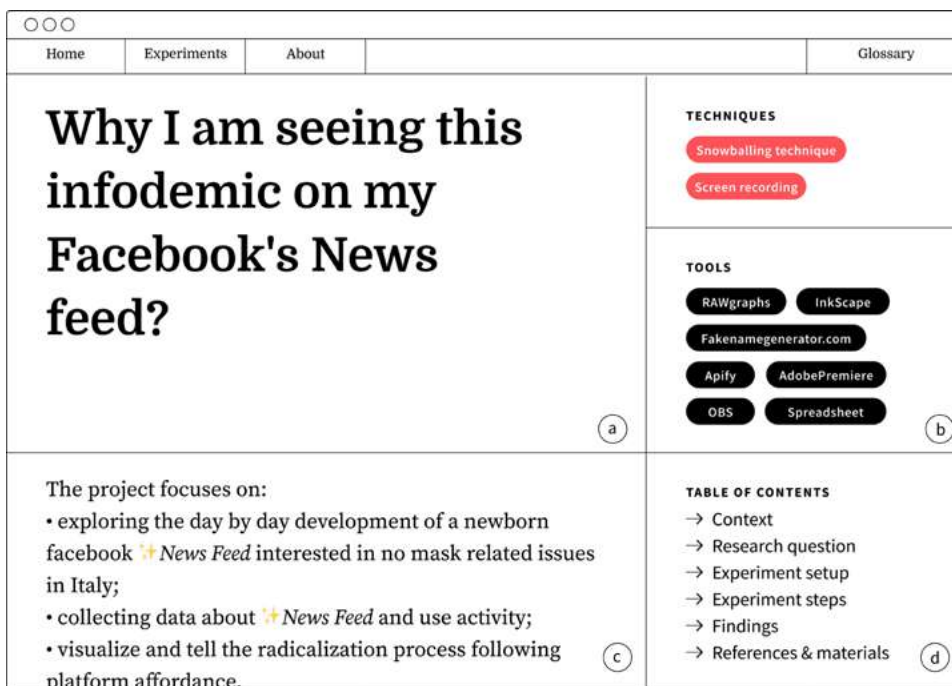 Home Experiments About Glossary
Why I am seeing this
infodemic on my
Facebook's News
feed?
a
TECHNIQUES
Snowballing technique
Screen recording
TOOLS
RAWgraphs InkScape
Fakenamegenerator.com
Apify AdobePremiere
OBS Spreadsheet
b
The project focuses on:
• exploring the day by day development of a newborn
facebook ✨News Feed interested in no mask related issues
in Italy;
• collecting data about ✨News Feed and use activity;
• visualize and tell the radicalization process following
platform affordance.
c
TABLE OF CONTENTS
→ Context
→ Research question
→ Experiment setup
→ Experiment steps
→ Findings
→ References & materials
d